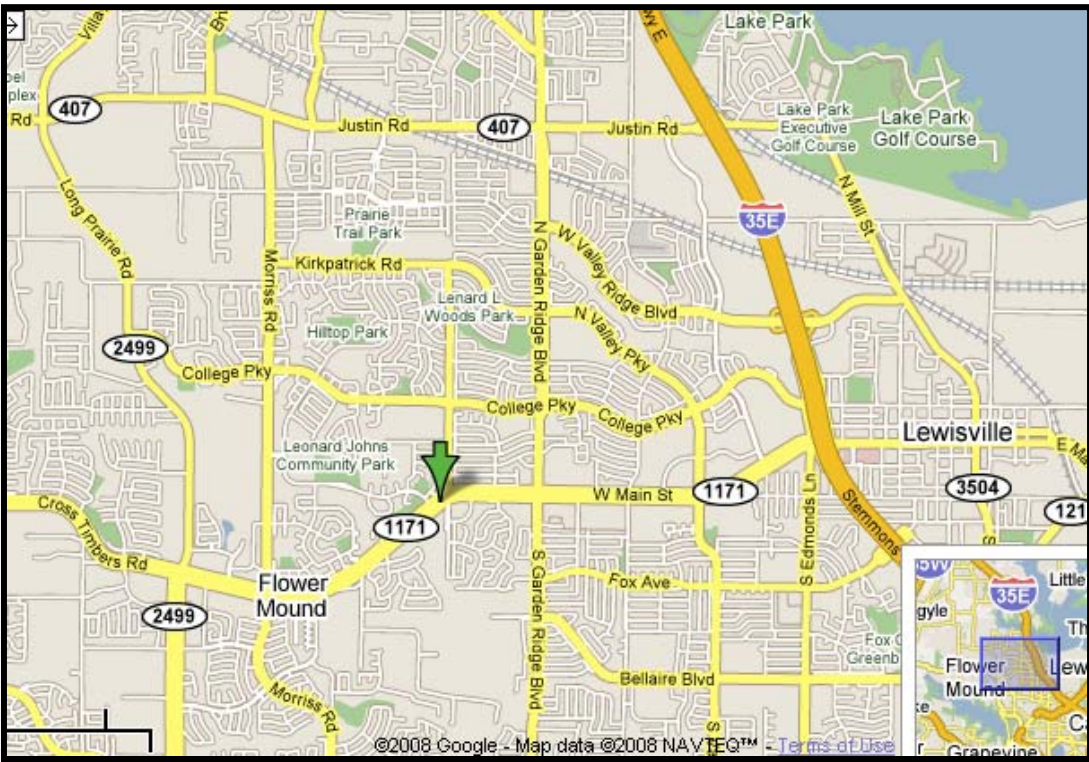 Lake Park
407
Rd
Justin Rd
407
Justin Rd
Lake Park
Executive
Golf Course
Lake Park
Golf Course
N Mill St
35E
Long Prairie Rd
Prairie
Trail Park
Morriss Rd
Kirkpatrick Rd
N Garden Ridge Blvd
W Valley Ridge Blvd
Lenard L
Woods Park
N Valley Pky
Hilltop Park
2499
College Pky
College Pky
College Pky
Lewisville
Leonard Johns
Community Park
W Main St
1171
3504
121
1171
Cross Timbers Rd
S Edmonds Ln
Stemmons
Flower
Mound
2499
S Garden Ridge Blvd
Fox Ave
Bellaire Blvd
Morriss Rd
35E
Little
Flower
Mound
Lew
Grapevine
©2008 Google - Map data ©2008 NAVTEQ™ - Terms of Use